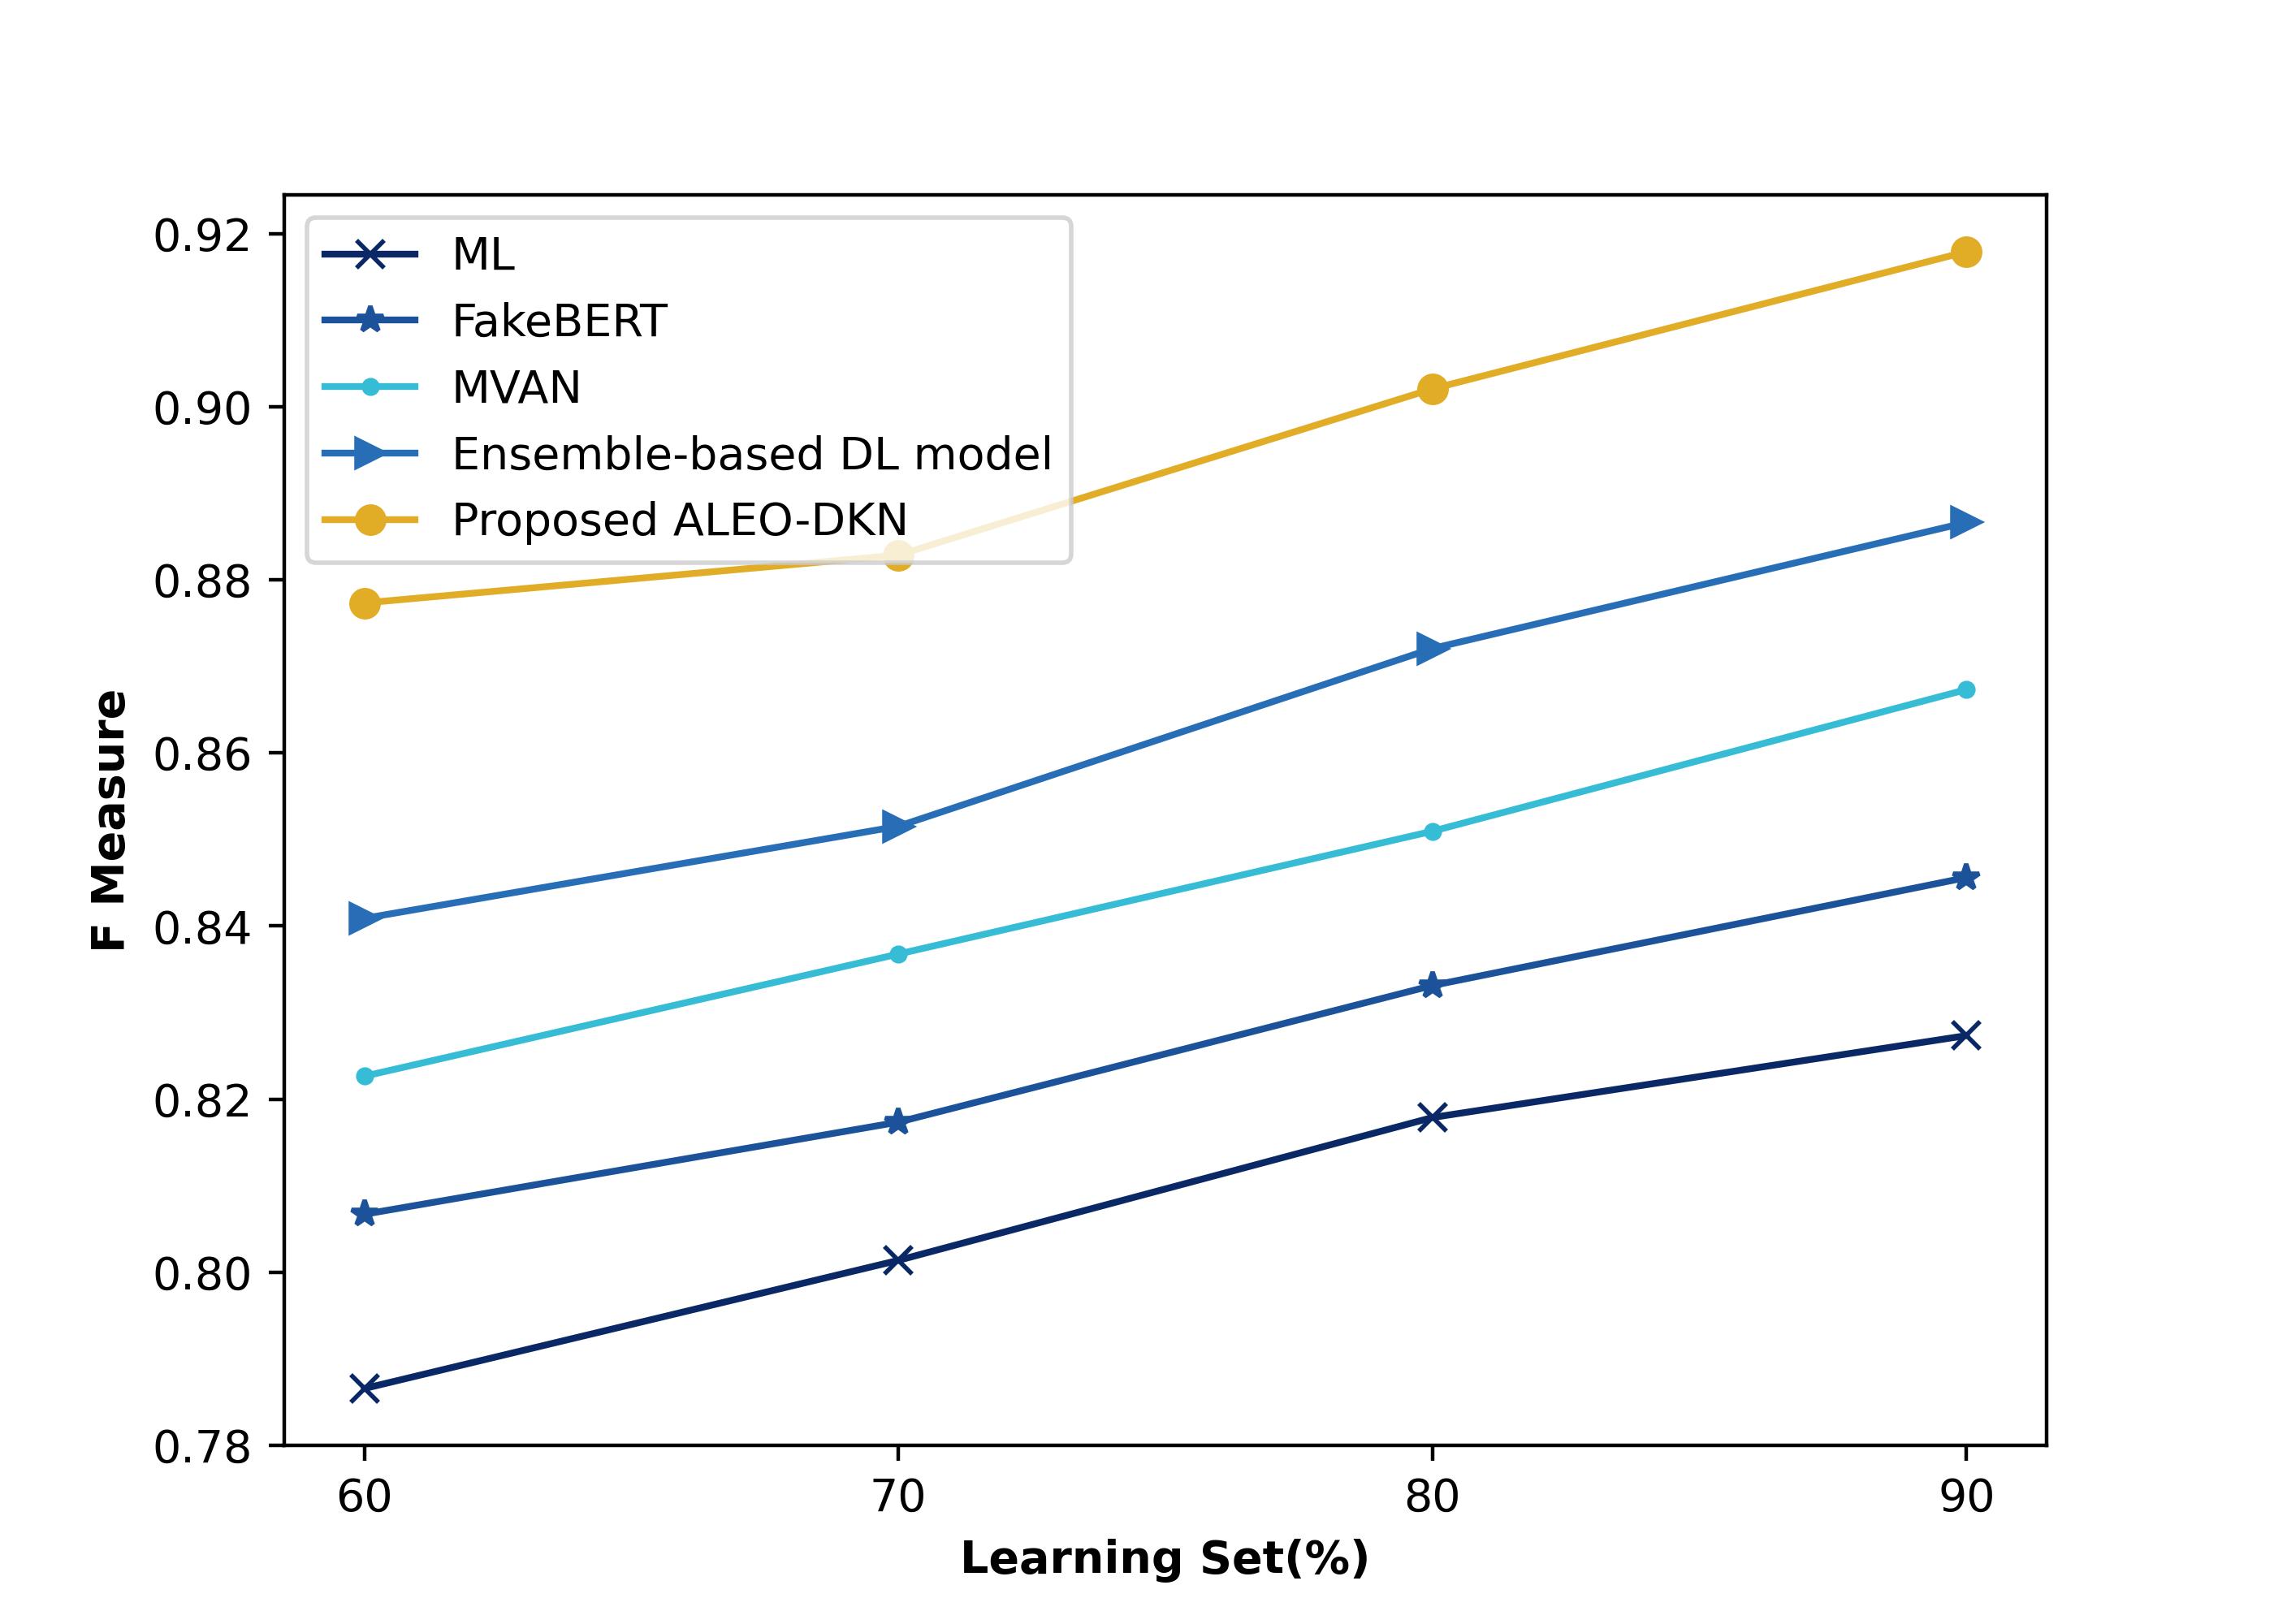 0.92
0.90
0.88
0.86
0.84
0.82
0.80
0.78
F Measure
ML
FakeBERT
MVAN
Ensemble-based DL model
Proposed ALEO-DKN
60 70 80 90
Learning Set(%)